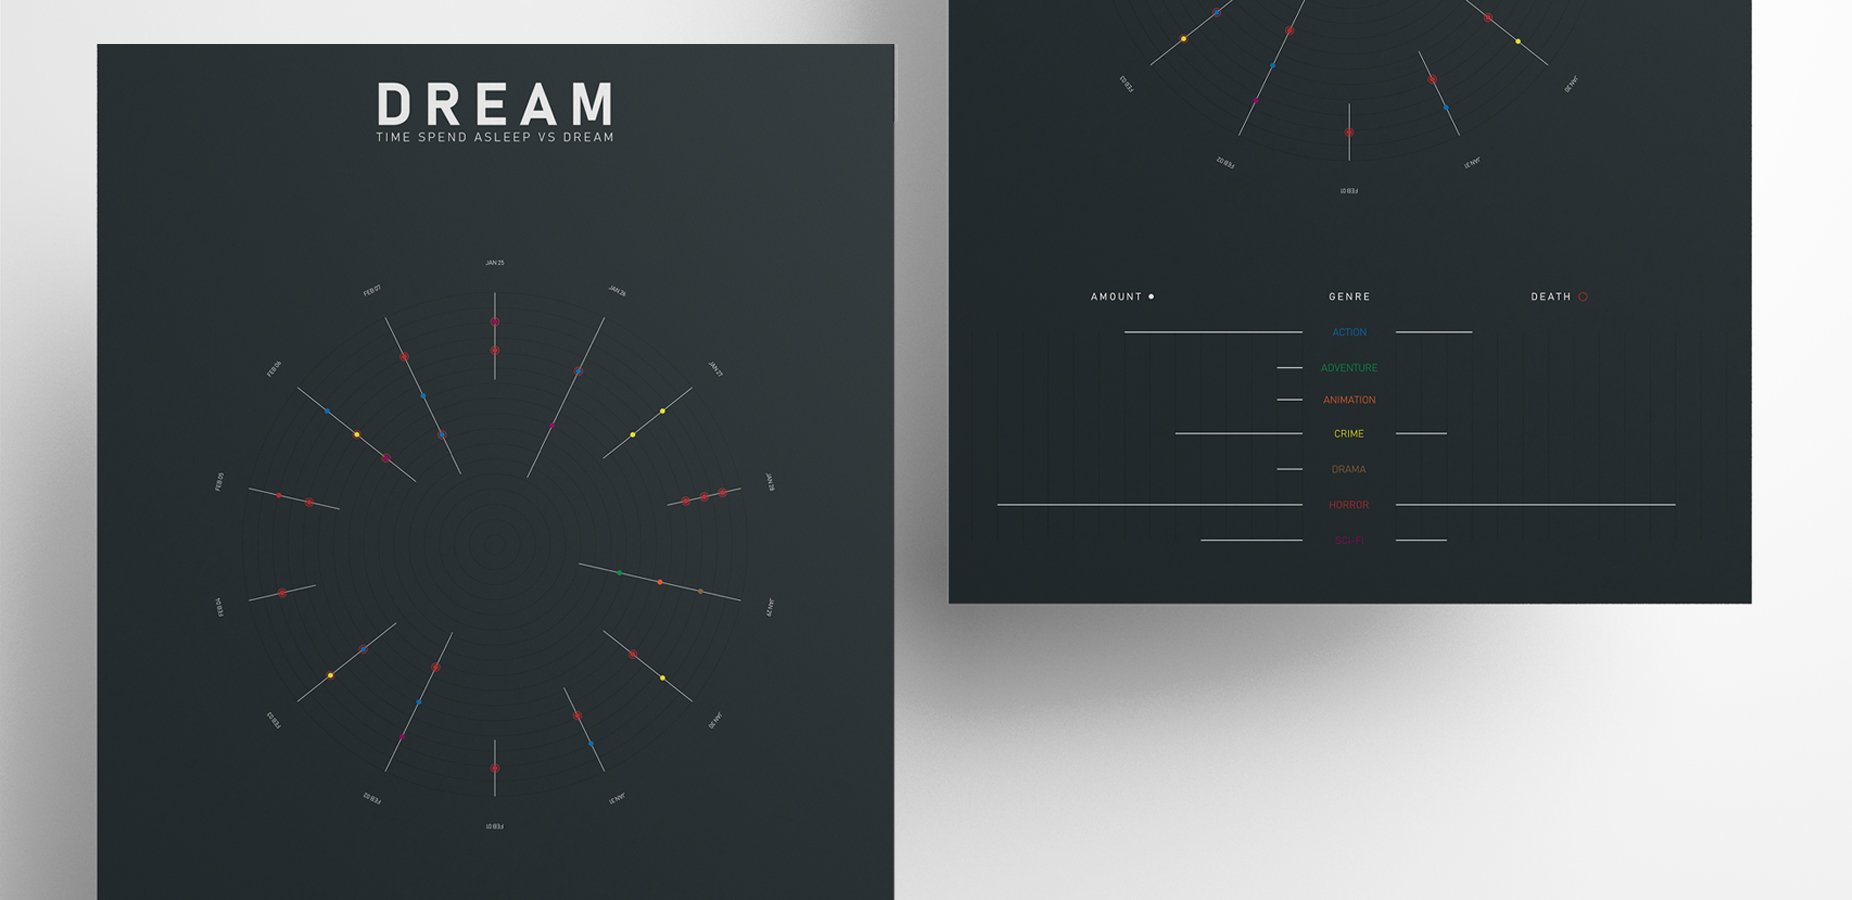 DREAM
TIME SPEND ASLEEP VS DREAM
JAN 25
JAN 26
JAN 27
JAN 28
JAN 29
JAN 30
JAN 31
FEB 01
FEB 02
FEB 03
FEB 04
FEB 05
FEB 06
FEB 07
FEB 03
FEB 02
FEB 01
JAN 31
JAN 30
AMOUNT
GENRE
DEATH
ACTION
ADVENTURE
ANIMATION
CRIME
DRAMA
HORROR
SCI-FI